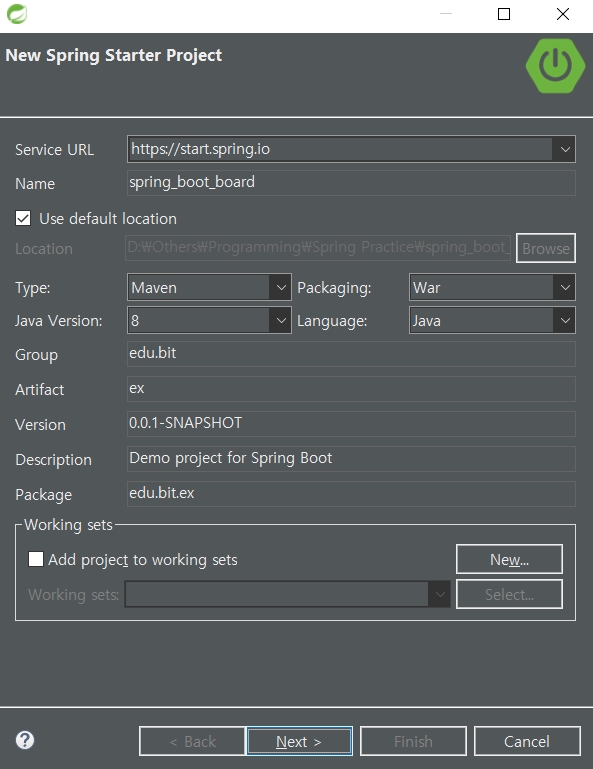 New Spring Starter Project
Service URL https://start.spring.io
Name spring_boot_board
Use default location
Location D:₩Others₩Programming₩Spring Practice₩spring_boot_ Browse
Type: Maven Packaging: War
Java Version: 8 Language: Java
Group edu.bit
Artifact ex
Version 0.0.1-SNAPSHOT
Description Demo project for Spring Boot
Package edu.bit.ex
Working sets
Add project to working sets New...
Working sets: Select...
? < Back Next > Finish Cancel